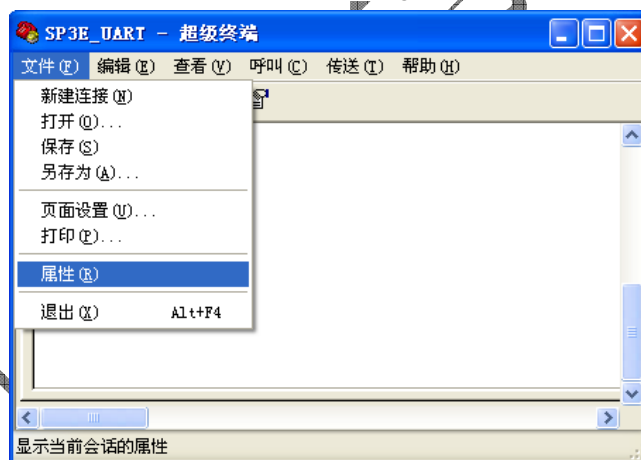 SP3E_UART - 超级终端
文件(F) 编辑(E) 查看(V) 呼叫(C) 传送(T) 帮助(H)
新建连接(N)
打开(O)...
保存(S)
另存为(A)...
页面设置(U)...
打印(P)...
属性(R)
退出(X) Alt+F4
显示当前会话的属性